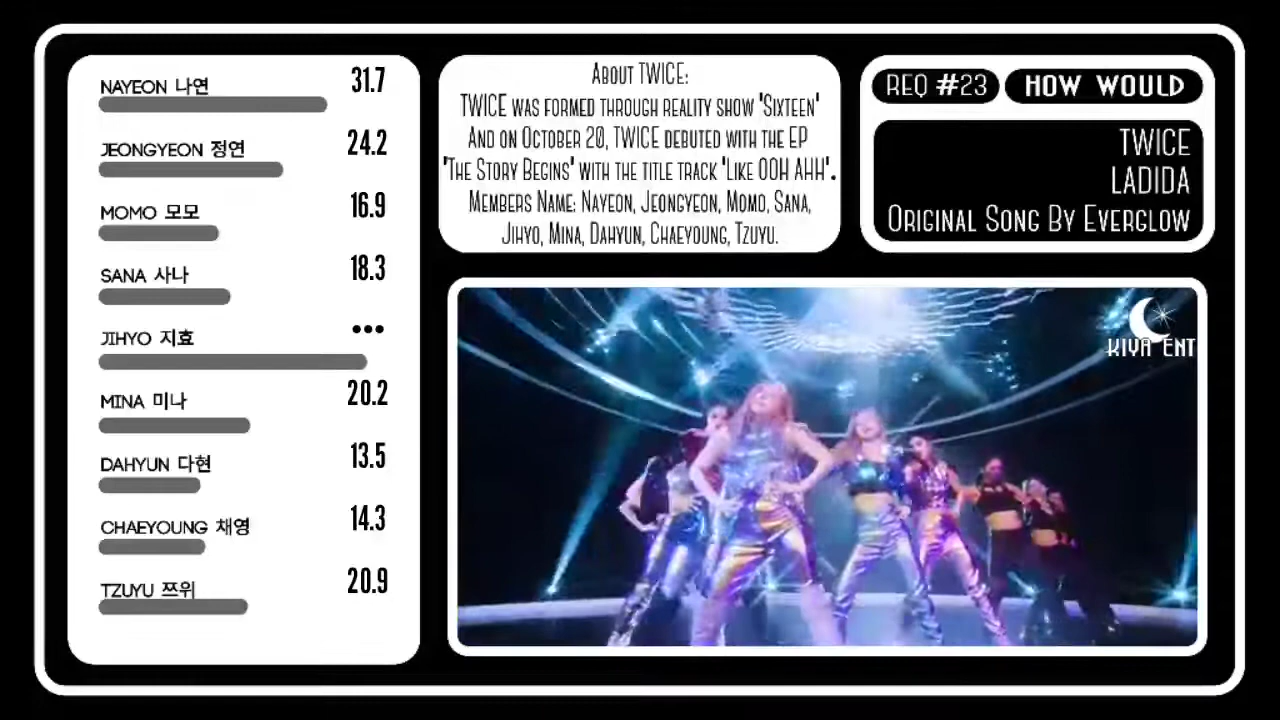 NAYEON 나연 31.7
JEONGYEON 정연 24.2
MOMO 모모 16.9
SANA 사나 18.3
JIHYO 지효 •••
MINA 미나 20.2
DAHYUN 다현 13.5
CHAEYOUNG 채영 14.3
TZUYU 쯔위 20.9
About TWICE:
TWICE was formed through reality show "Sixteen"
And on October 20, TWICE debuted with the EP
"The Story Begins" with the title track "Like OOH AHH".
Members Name: Nayeon, Jeongyeon, Momo, Sana,
Jihyo, Mina, Dahyun, Chaeyoung, Tzuyu.
REQ #23 HOW WOULD
TWICE
LADIDA
Original Song By Everglow
KIYA ENT